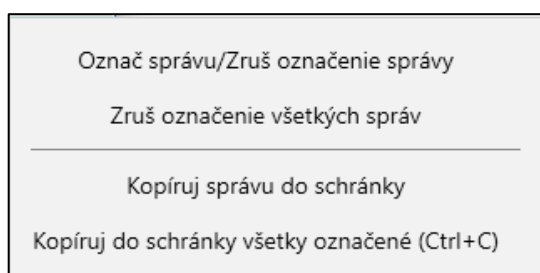 Označ správu/Zruš označenie správy
Zruš označenie všetkých správ
Kopíruj správu do schránky
Kopíruj do schránky všetky označené (Ctrl+C)